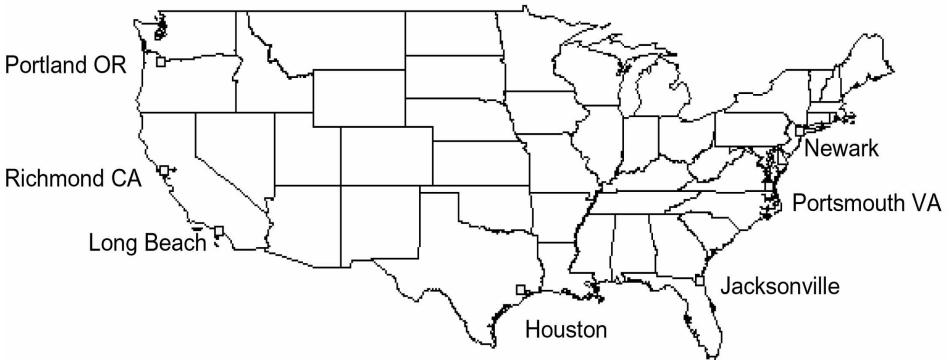 Portland OR
Newark
Richmond CA
Portsmouth VA
Long Beach
Jacksonville
Houston